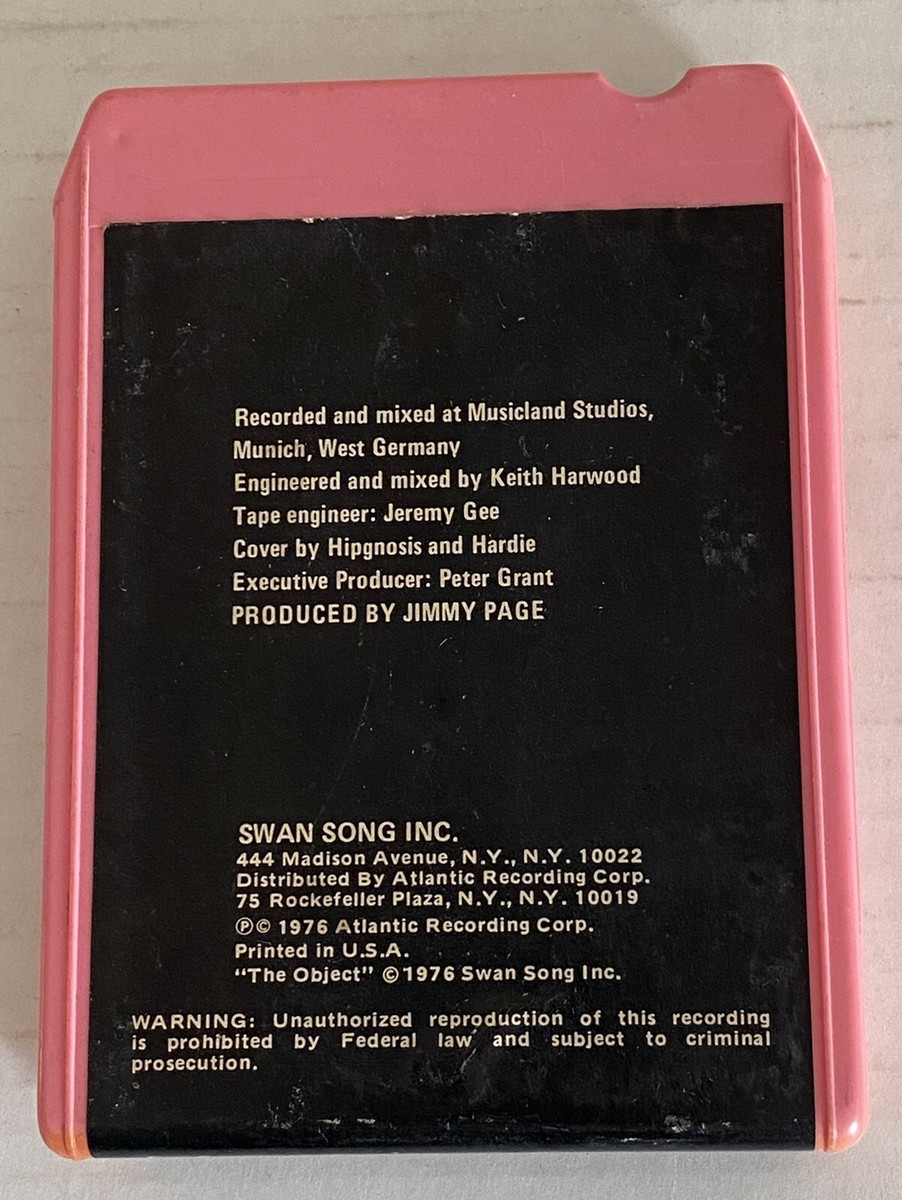 Recorded and mixed at Musicland Studios,
Munich, West Germany
Engineered and mixed by Keith Harwood
Tape engineer: Jeremy Gee
Cover by Hipgnosis and Hardie
Executive Producer: Peter Grant
PRODUCED BY JIMMY PAGE
SWAN SONG INC.
444 Madison Avenue, N.Y., N.Y. 10022
Distributed By Atlantic Recording Corp.
75 Rockefeller Plaza, N.Y., N.Y. 10019
℗© 1976 Atlantic Recording Corp.
Printed in U.S.A.
“The Object” © 1976 Swan Song Inc.
WARNING: Unauthorized reproduction of this recording
is prohibited by Federal law and subject to criminal
prosecution.